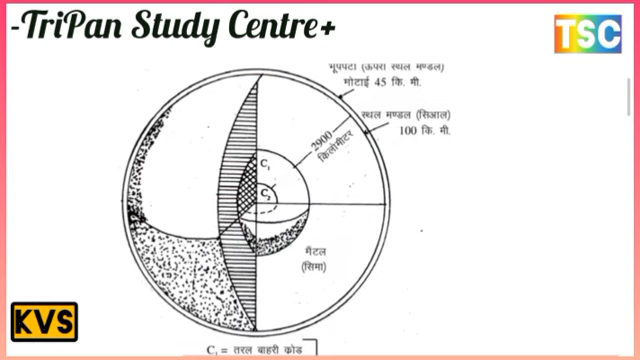 -TriPan Study Centre+
TSC
भूपपटी (ऊपरी स्थल मण्डल)
मोटाई 45 कि. मी.
स्थल मण्डल (सिआल)
100 कि. मी.
2900
किलोमीटर
C₁
C₂
मैंटल
(सिमा)
KVS
C₁ = तरल बाहरी क्रोड